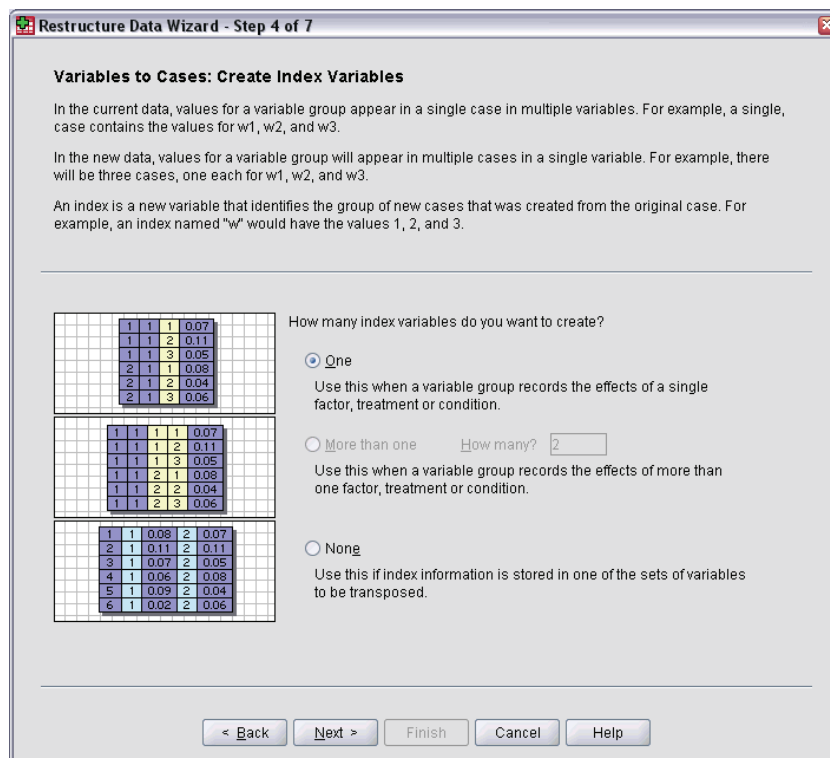 Restructure Data Wizard - Step 4 of 7
Variables to Cases: Create Index Variables
In the current data, values for a variable group appear in a single case in multiple variables. For example, a single,
case contains the values for w1, w2, and w3.
In the new data, values for a variable group will appear in multiple cases in a single variable. For example, there
will be three cases, one each for w1, w2, and w3.
An index is a new variable that identifies the group of new cases that was created from the original case. For
example, an index named "w" would have the values 1, 2, and 3.
1 1 1 0.07
1 1 2 0.11
1 1 3 0.05
2 1 1 0.08
2 1 2 0.04
2 1 3 0.06
How many index variables do you want to create?
One
Use this when a variable group records the effects of a single
factor, treatment or condition.
1 1 1 1 0.07
1 1 1 2 0.11
1 1 1 3 0.05
1 1 2 1 0.08
1 1 2 2 0.04
1 1 2 3 0.06
More than one How many? 2
Use this when a variable group records the effects of more than
one factor, treatment or condition.
1 1 0.08 2 0.07
2 1 0.11 2 0.11
3 1 0.07 2 0.05
4 1 0.06 2 0.08
5 1 0.09 2 0.04
6 1 0.02 2 0.06
None
Use this if index information is stored in one of the sets of variables
to be transposed.
< Back Next > Finish Cancel Help